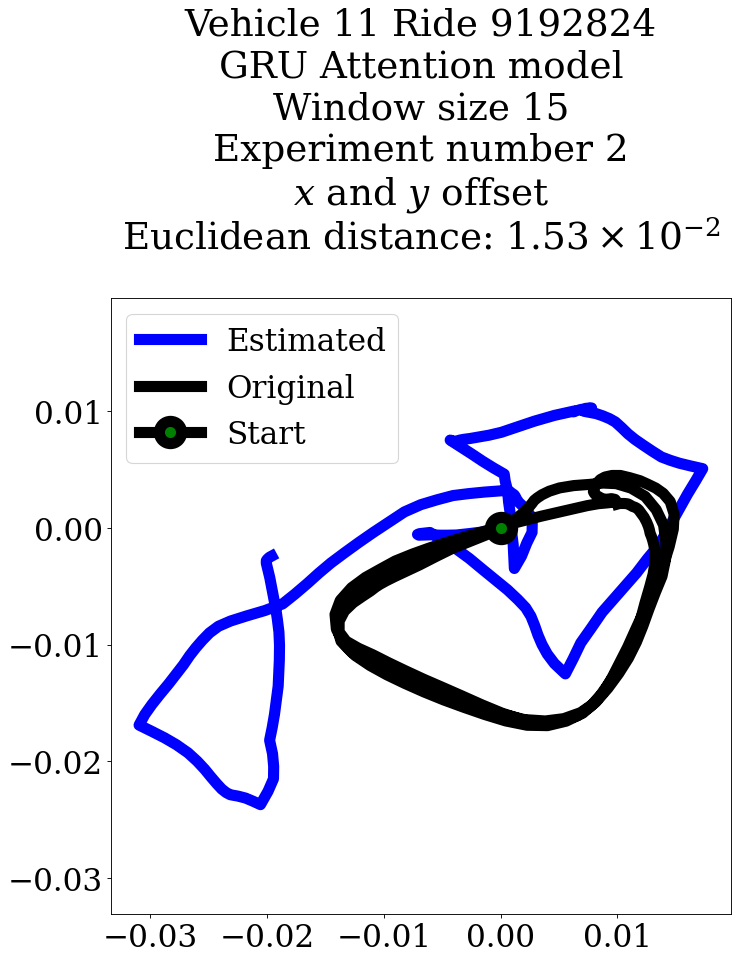 Vehicle 11 Ride 9192824
GRU Attention model
Window size 15
Experiment number 2
x and y offset
Euclidean distance: 1.53 × 10⁻²
Estimated
Original
Start
0.01
0.00
−0.01
−0.02
−0.03
−0.03 −0.02 −0.01 0.00 0.01